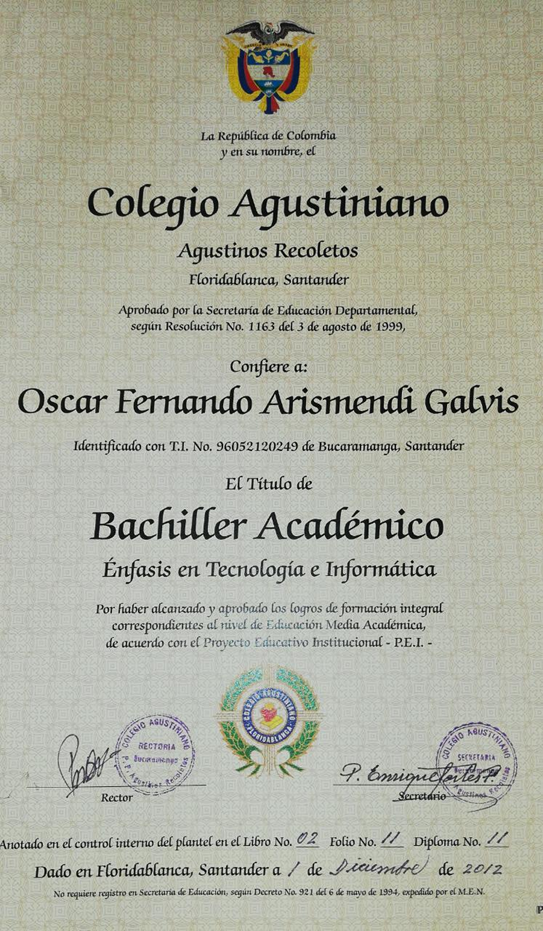 La República de Colombia
y en su nombre, el
Colegio Agustiniano
Agustinos Recoletos
Floridablanca, Santander
Aprobado por la Secretaría de Educación Departamental,
según Resolución No. 1163 del 3 de agosto de 1999,
Confiere a:
Oscar Fernando Arismendi Galvis
Identificado con T.I. No. 96052120249 de Bucaramanga, Santander
El Título de
Bachiller Académico
Énfasis en Tecnología e Informática
Por haber alcanzado y aprobado los logros de formación integral
correspondientes al nivel de Educación Media Académica,
de acuerdo con el Proyecto Educativo Institucional - P.E.I. -
COLEGIO AGUSTINIANO
FLORIDABLANCA
COLEGIO AGUSTINIANO
RECTORIA
Bucaramanga
P.P. Agustinos Recoletos
Rector
COLEGIO AGUSTINIANO
SECRETARIA
Bucaramanga
Agustinos Recoletos
P. Enrique
Secretario
Anotado en el control interno del plantel en el Libro No. 02 Folio No. 11 Diploma No. 11
Dado en Floridablanca, Santander a 1 de Diciembre de 2012
No requiere registro en Secretaría de Educación, según Decreto No. 921 del 6 de mayo de 1994, expedido por el M.E.N.